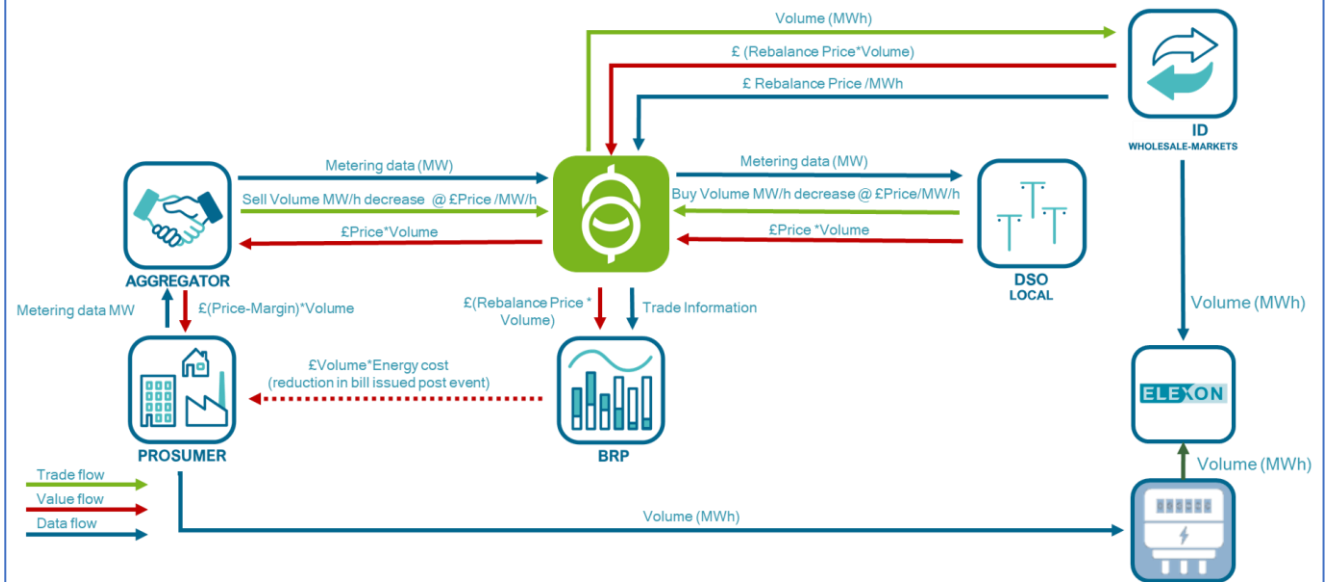 Volume (MWh)
£ (Rebalance Price*Volume)
£ Rebalance Price /MWh
ID
WHOLESALE-MARKETS
Metering data (MW)
Sell Volume MW/h decrease @ £Price /MW/h
£Price*Volume
AGGREGATOR
Metering data (MW)
Buy Volume MW/h decrease @ £Price/MW/h
£Price *Volume
DSO
LOCAL
Metering data MW
£(Price-Margin)*Volume
£(Rebalance Price *
Volume)
Trade Information
Volume (MWh)
£Volume*Energy cost
(reduction in bill issued post event)
ELEXON
PROSUMER
BRP
Volume (MWh)
Trade flow
Value flow
Data flow
Volume (MWh)